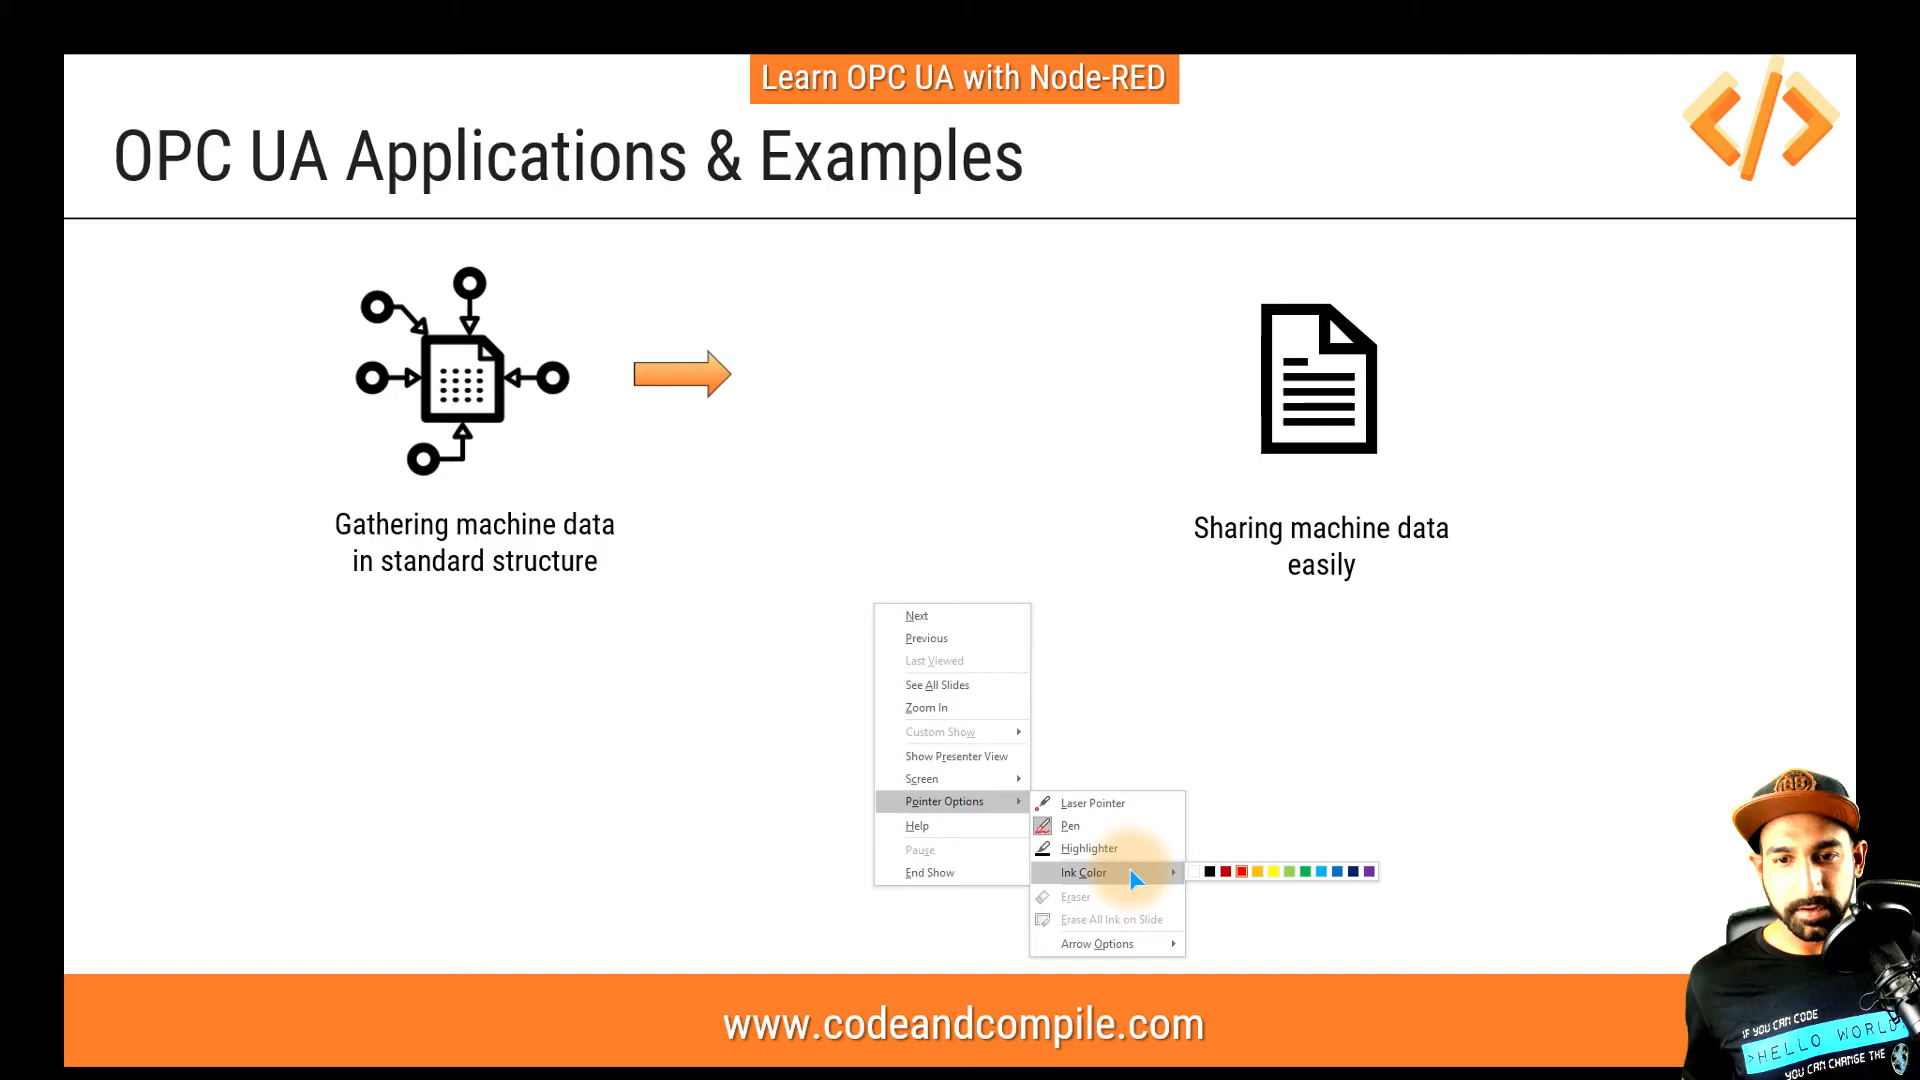 Learn OPC UA with Node-RED
OPC UA Applications & Examples
Gathering machine data
in standard structure
Sharing machine data
easily
Next
Previous
Last Viewed
See All Slides
Zoom In
Custom Show
Show Presenter View
Screen
Pointer Options
Help
Pause
End Show
Laser Pointer
Pen
Highlighter
Ink Color
Eraser
Erase All Ink on Slide
Arrow Options
www.codeandcompile.com
IF YOU CAN CODE
>HELLO WORLD
YOU CAN CHANGE THE